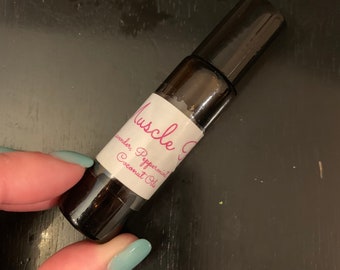 Muscle
Lavender, Peppermint
Coconut Oil